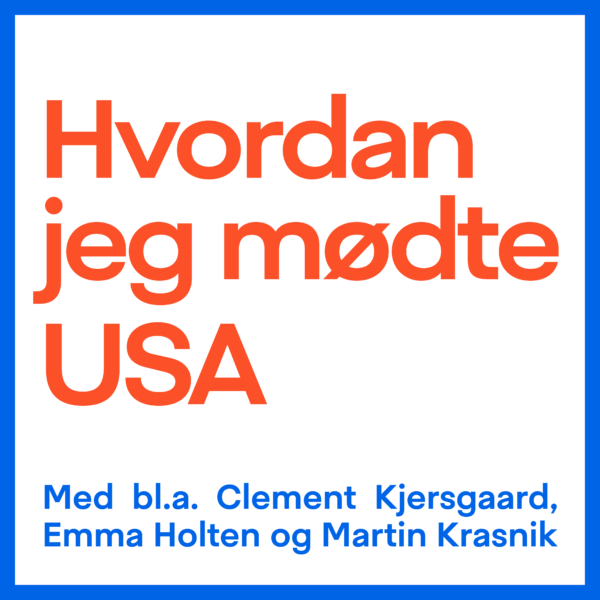 Hvordan
jeg mødte
USA
Med bl.a. Clement Kjersgaard,
Emma Holten og Martin Krasnik